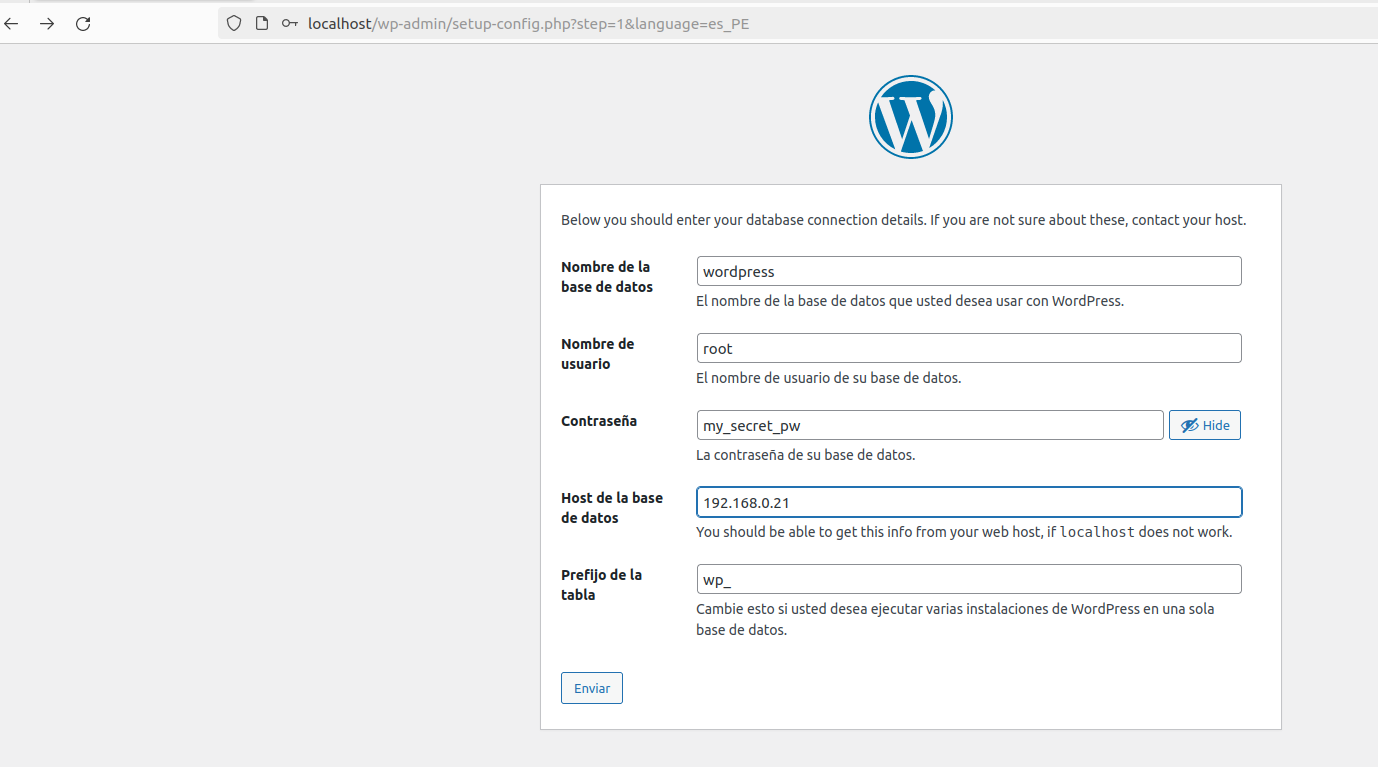 localhost/wp-admin/setup-config.php?step=1&language=es_PE
Below you should enter your database connection details. If you are not sure about these, contact your host.
Nombre de la
base de datos
wordpress
El nombre de la base de datos que usted desea usar con WordPress.
Nombre de
usuario
root
El nombre de usuario de su base de datos.
Contraseña
my_secret_pw
Hide
La contraseña de su base de datos.
Host de la base
de datos
192.168.0.21
You should be able to get this info from your web host, if localhost does not work.
Prefijo de la
tabla
wp_
Cambie esto si usted desea ejecutar varias instalaciones de WordPress en una sola
base de datos.
Enviar